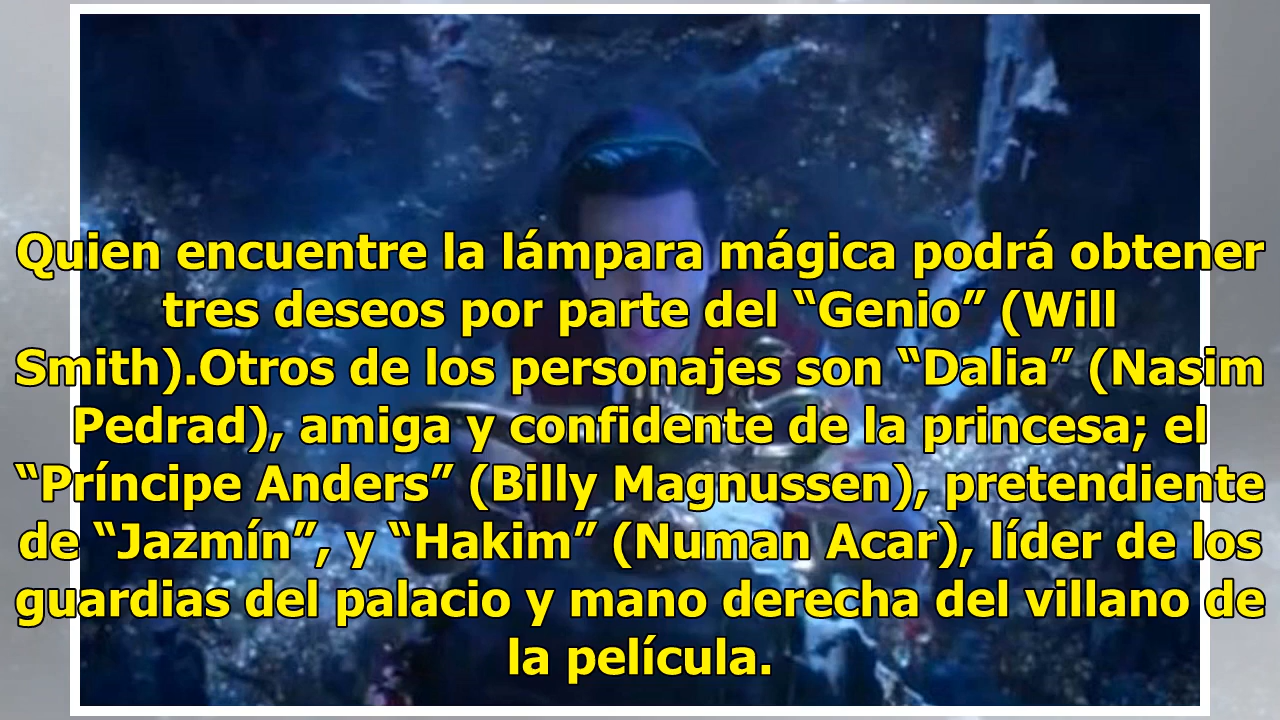 Quien encuentre la lámpara mágica podrá obtener
tres deseos por parte del “Genio” (Will
Smith).Otros de los personajes son “Dalia” (Nasim
Pedrad), amiga y confidente de la princesa; el
“Príncipe Anders” (Billy Magnussen), pretendiente
de “Jazmín”, y “Hakim” (Numan Acar), líder de los
guardias del palacio y mano derecha del villano de
la película.